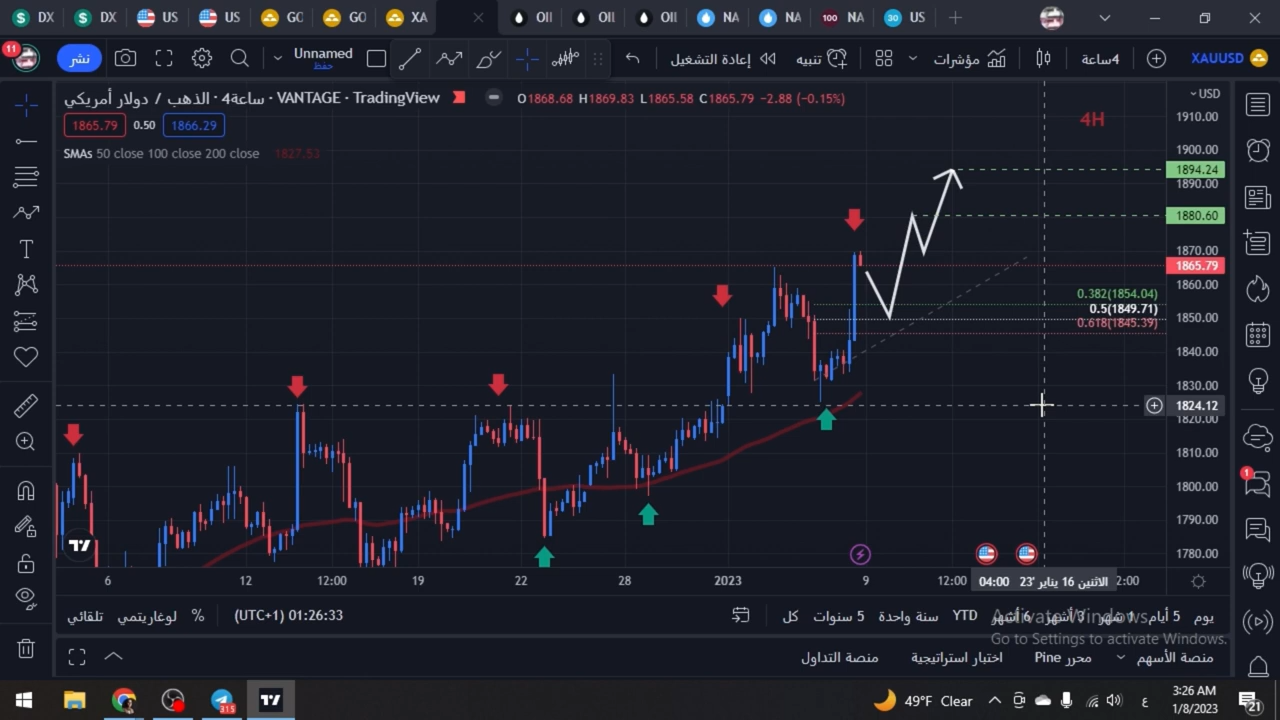 DX DX US US GC GO XA OII OII OII NA NA 100 NA 30 US
11 نشر Unnamed حفظ إعادة التشغيل تنبيه مؤشرات 4ساعة XAUUSD
الذهب / دولار أمريكي · 4ساعة · VANTAGE · TradingView O1868.68 H1869.83 L1865.58 C1865.79 −2.88 (−0.15%)
1865.79 0.50 1866.29
SMAs 50 close 100 close 200 close 1827.53
4H
USD
1910.00
1900.00
1894.24
1890.00
1880.60
1870.00
1865.79
1860.00
0.382(1854.04)
0.5(1849.71)
1850.00
0.618(1845.39)
1840.00
1830.00
1824.12
1820.00
1810.00
1800.00
1790.00
1780.00
6 12 12:00 19 22 28 2023 9 12:00 الاثنين 16 يناير '23 04:00 2:00
تلقائي لوغاريتمي % 01:26:33 (UTC+1) كل 5 سنوات سنة واحدة YTD 6 أشهر 3 أشهر 1 شهر 5 أيام يوم
Activate Windows
Go to Settings to activate Windows.
منصة الأسهم محرر Pine اختبار استراتيجية منصة التداول
315 49°F Clear ع 3:26 AM
1/8/2023
21
1